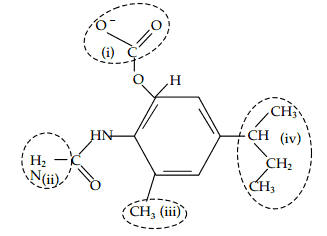 O⁻ O
(i) C
O H
CH₃
HN CH (iv)
H₂ C CH₂
N(ii) O CH₃
CH₃ (iii)